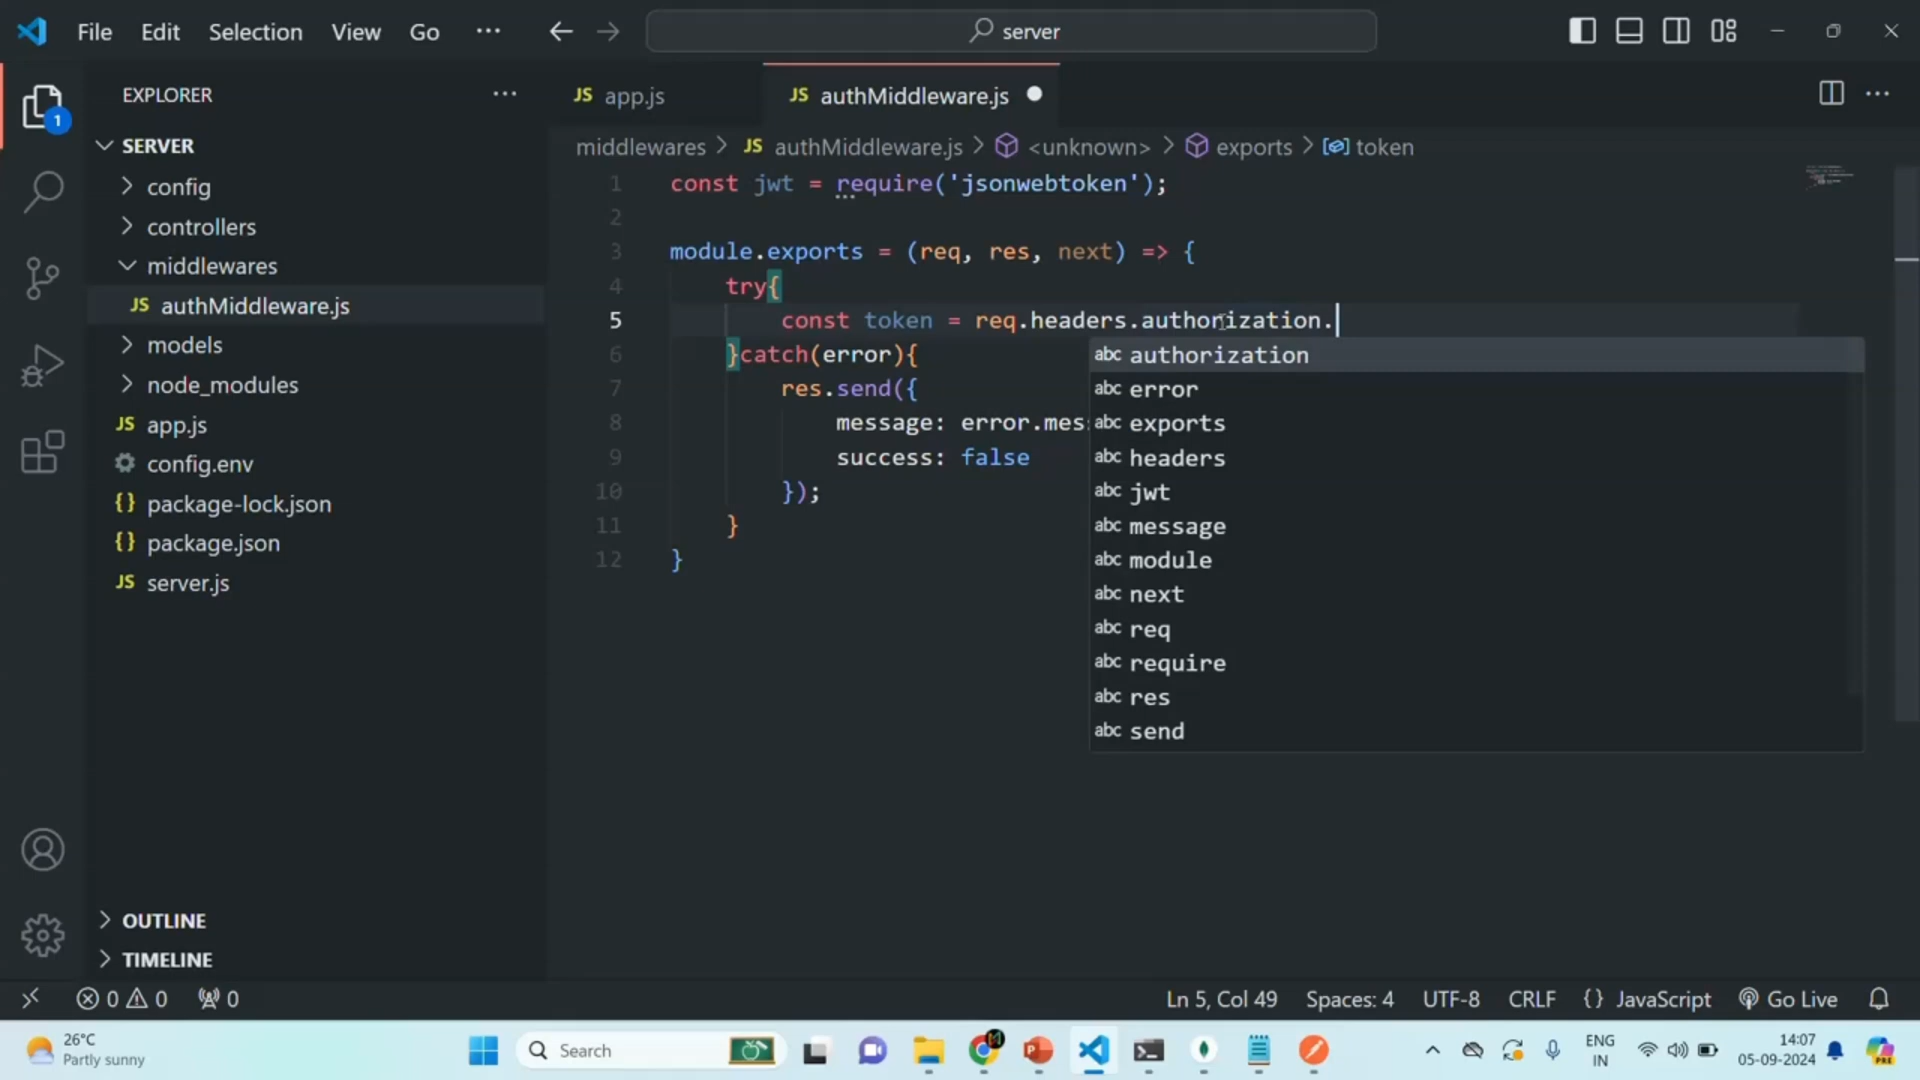 File Edit Selection View Go ··· server
EXPLORER ···
1
SERVER
config
controllers
middlewares
JS authMiddleware.js
models
node_modules
JS app.js
config.env
{} package-lock.json
{} package.json
JS server.js
OUTLINE
TIMELINE
JS app.js JS authMiddleware.js ···
middlewares > JS authMiddleware.js > <unknown> > exports > token
1 const jwt = require('jsonwebtoken');
2
3 module.exports = (req, res, next) => {
4 try{
5 const token = req.headers.authorization.
6 }catch(error){
7 res.send({
8 message: error.mes
9 success: false
10 });
11 }
12 }
abc authorization
abc error
abc exports
abc headers
abc jwt
abc message
abc module
abc next
abc req
abc require
abc res
abc send
0 0 0 Ln 5, Col 49 Spaces: 4 UTF-8 CRLF {} JavaScript Go Live
26°C
Partly sunny
Search
ENG
IN
14:07
05-09-2024
PRE